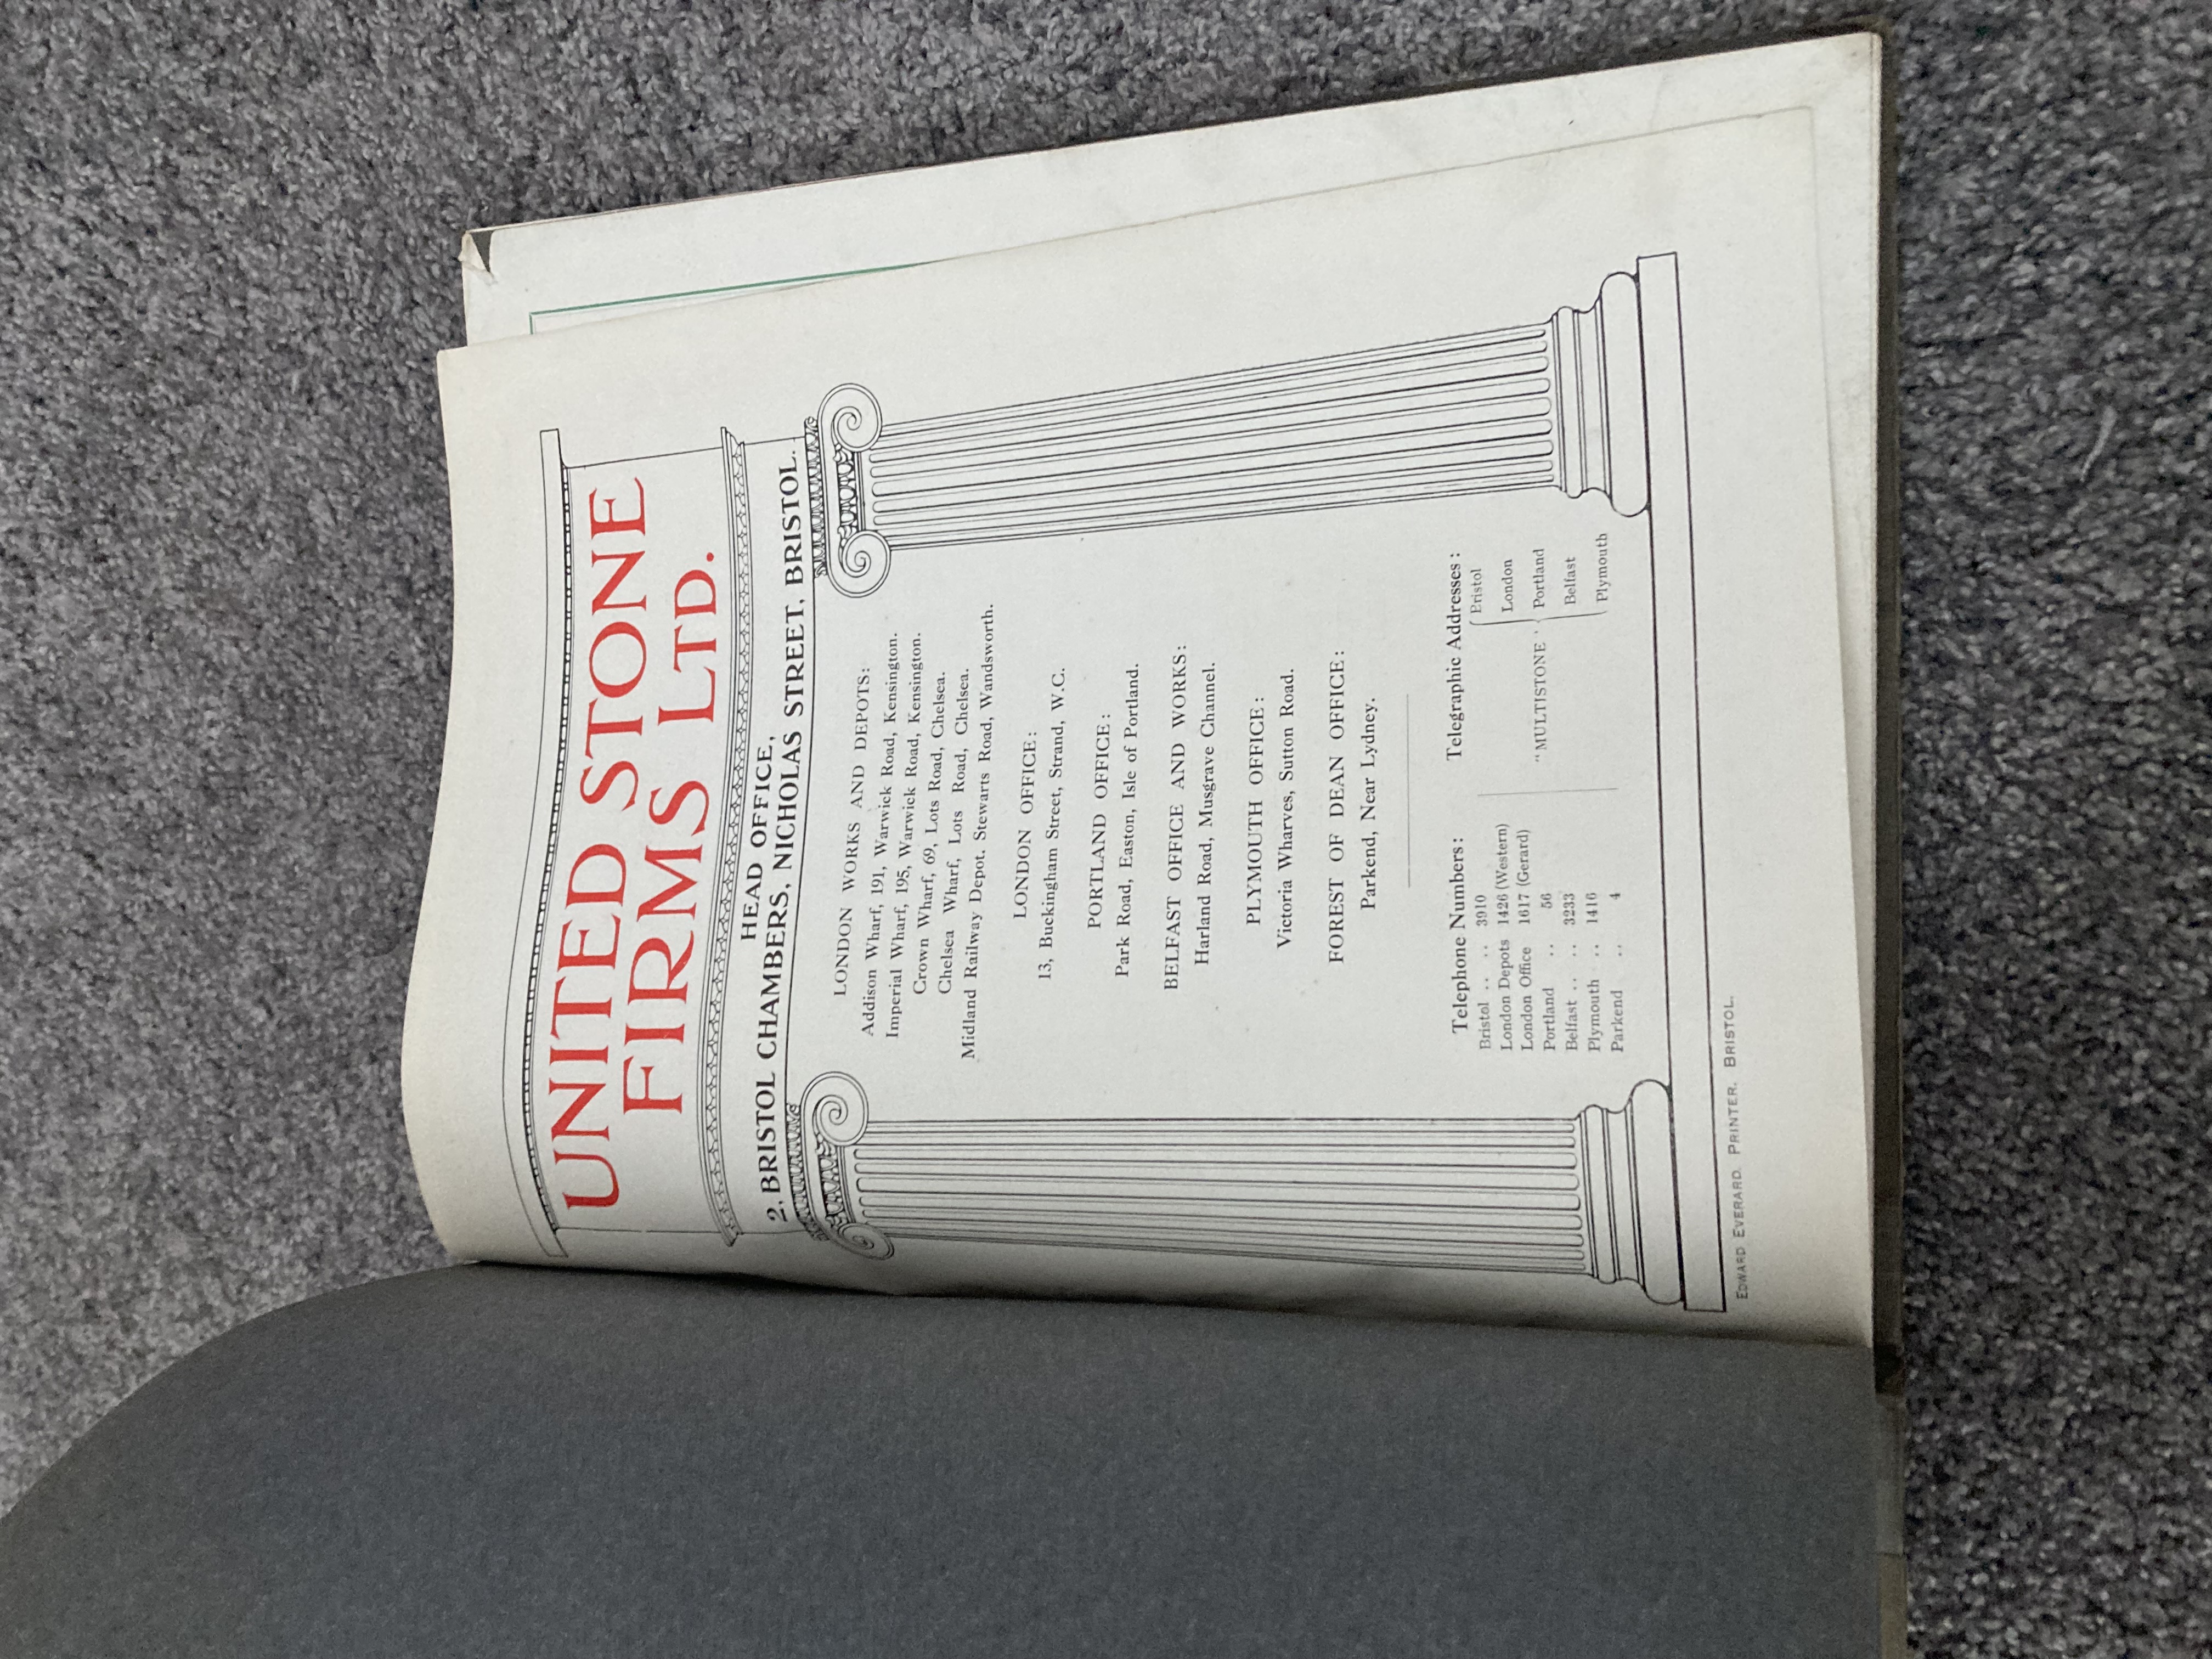 UNITED STONE
FIRMS LTD.
HEAD OFFICE,
2, BRISTOL CHAMBERS, NICHOLAS STREET, BRISTOL.
LONDON WORKS AND DEPOTS:
Addison Wharf, 191, Warwick Road, Kensington.
Imperial Wharf, 195, Warwick Road, Kensington.
Crown Wharf, 69, Lots Road, Chelsea.
Chelsea Wharf, Lots Road, Chelsea.
Midland Railway Depot. Stewarts Road, Wandsworth.
LONDON OFFICE:
13, Buckingham Street, Strand, W.C.
PORTLAND OFFICE:
Park Road, Easton, Isle of Portland.
BELFAST OFFICE AND WORKS:
Harland Road, Musgrave Channel.
PLYMOUTH OFFICE:
Victoria Wharves, Sutton Road.
FOREST OF DEAN OFFICE:
Parkend, Near Lydney.
Telephone Numbers:
Bristol .. .. 3910
London Depots 1426 (Western)
London Office 1617 (Gerard)
Portland .. 56
Belfast .. .. 3233
Plymouth .. 1416
Parkend .. 4
Telegraphic Addresses:
"MULTISTONE"
Bristol
London
Portland
Belfast
Plymouth
EDWARD EVERARD. PRINTER. BRISTOL.